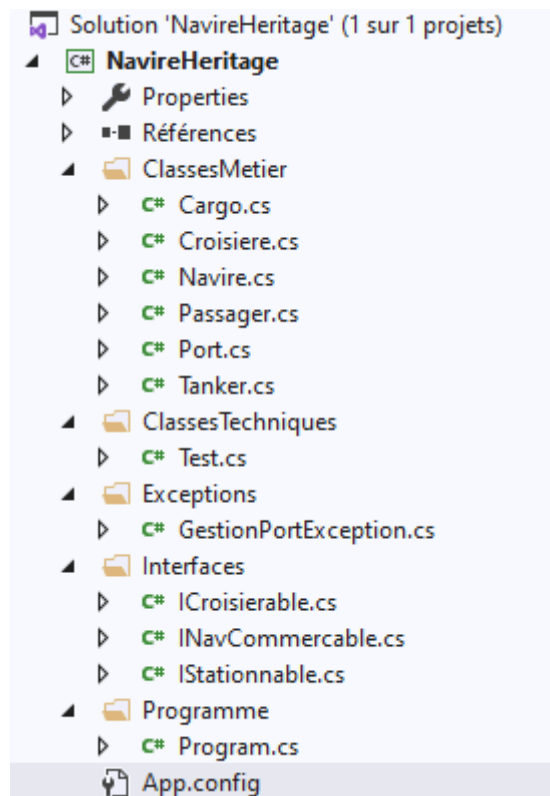 Solution 'NavireHeritage' (1 sur 1 projets)
C# NavireHeritage
Properties
Références
ClassesMetier
C# Cargo.cs
C# Croisiere.cs
C# Navire.cs
C# Passager.cs
C# Port.cs
C# Tanker.cs
ClassesTechniques
C# Test.cs
Exceptions
C# GestionPortException.cs
Interfaces
C# ICroisierable.cs
C# INavCommercable.cs
C# IStationnable.cs
Programme
C# Program.cs
App.config